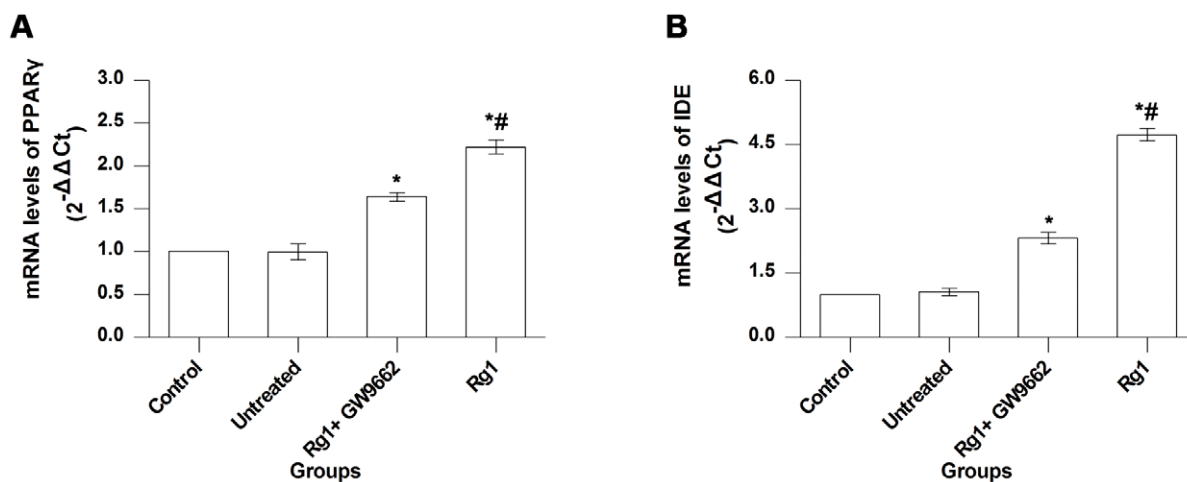 A
mRNA levels of PPARγ
(2-ΔΔCt)
3.0
2.5
2.0
1.5
1.0
0.5
0.0
*
*#
Control
Untreated
Rg1+ GW9662
Rg1
Groups
B
mRNA levels of IDE
(2-ΔΔCt)
6.0
4.5
3.0
1.5
0.0
*
*#
Control
Untreated
Rg1+ GW9662
Rg1
Groups